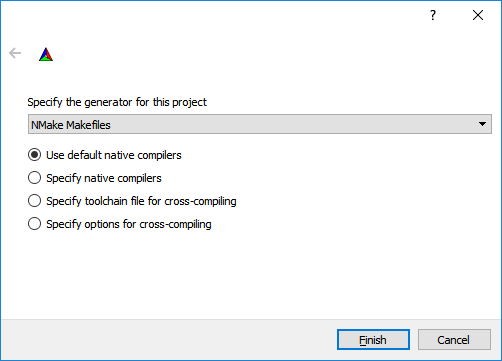 ?
Specify the generator for this project
NMake Makefiles
Use default native compilers
Specify native compilers
Specify toolchain file for cross-compiling
Specify options for cross-compiling
Finish Cancel